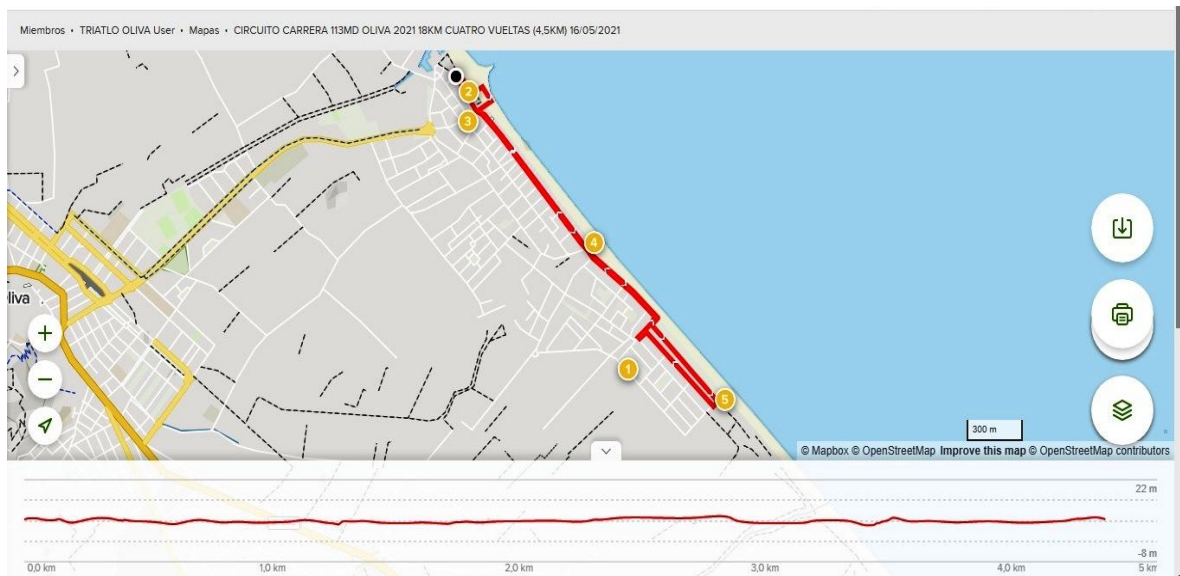 Miembros • TRIATLO OLIVA User • Mapas • CIRCUITO CARRERA 113MD OLIVA 2021 18KM CUATRO VUELTAS (4,5KM) 16/05/2021
2
3
4
liva
1
5
300 m
© Mapbox © OpenStreetMap Improve this map © OpenStreetMap contributors
22 m
-8 m
0,0 km 1,0 km 2,0 km 3,0 km 4,0 km 5 km